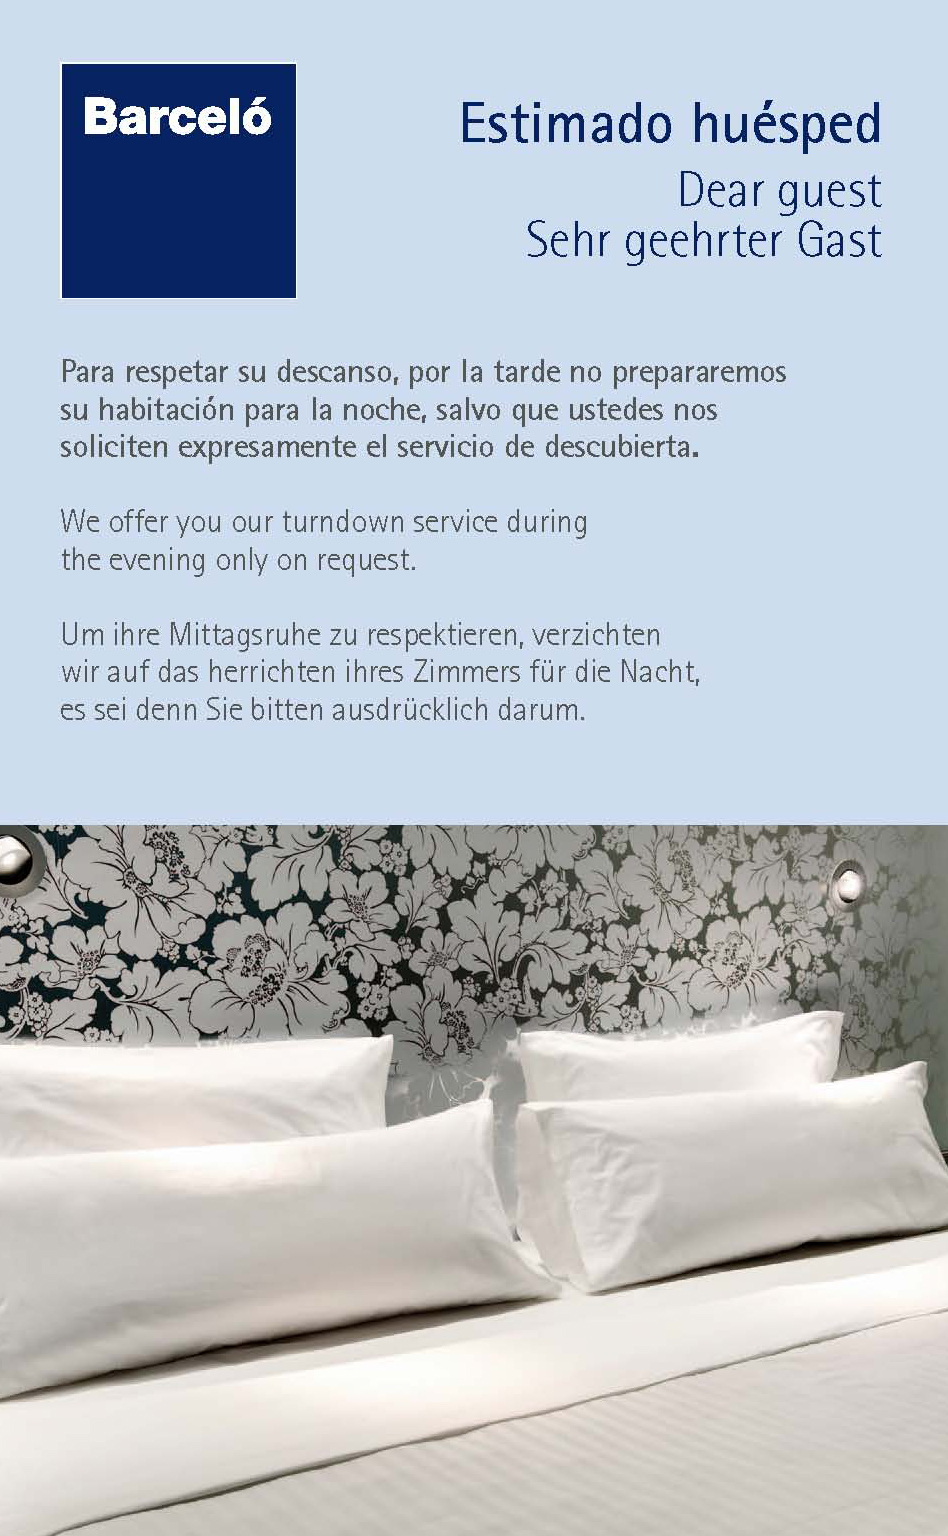 Barceló
Estimado huésped
Dear guest
Sehr geehrter Gast
Para respetar su descanso, por la tarde no prepararemos
su habitación para la noche, salvo que ustedes nos
soliciten expresamente el servicio de descubierta.
We offer you our turndown service during
the evening only on request.
Um ihre Mittagsruhe zu respektieren, verzichten
wir auf das herrichten ihres Zimmers für die Nacht,
es sei denn Sie bitten ausdrücklich darum.